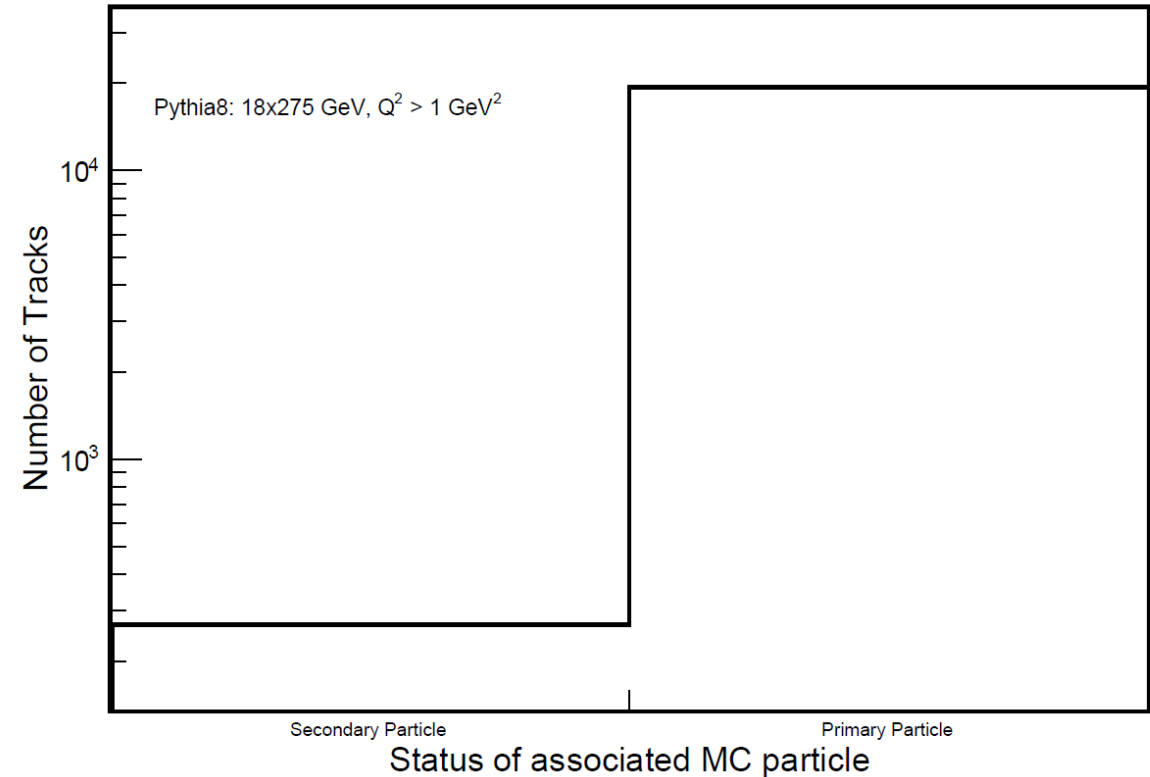 Pythia8: 18x275 GeV, Q² > 1 GeV²
10⁴
10³
Number of Tracks
Secondary Particle Primary Particle
Status of associated MC particle